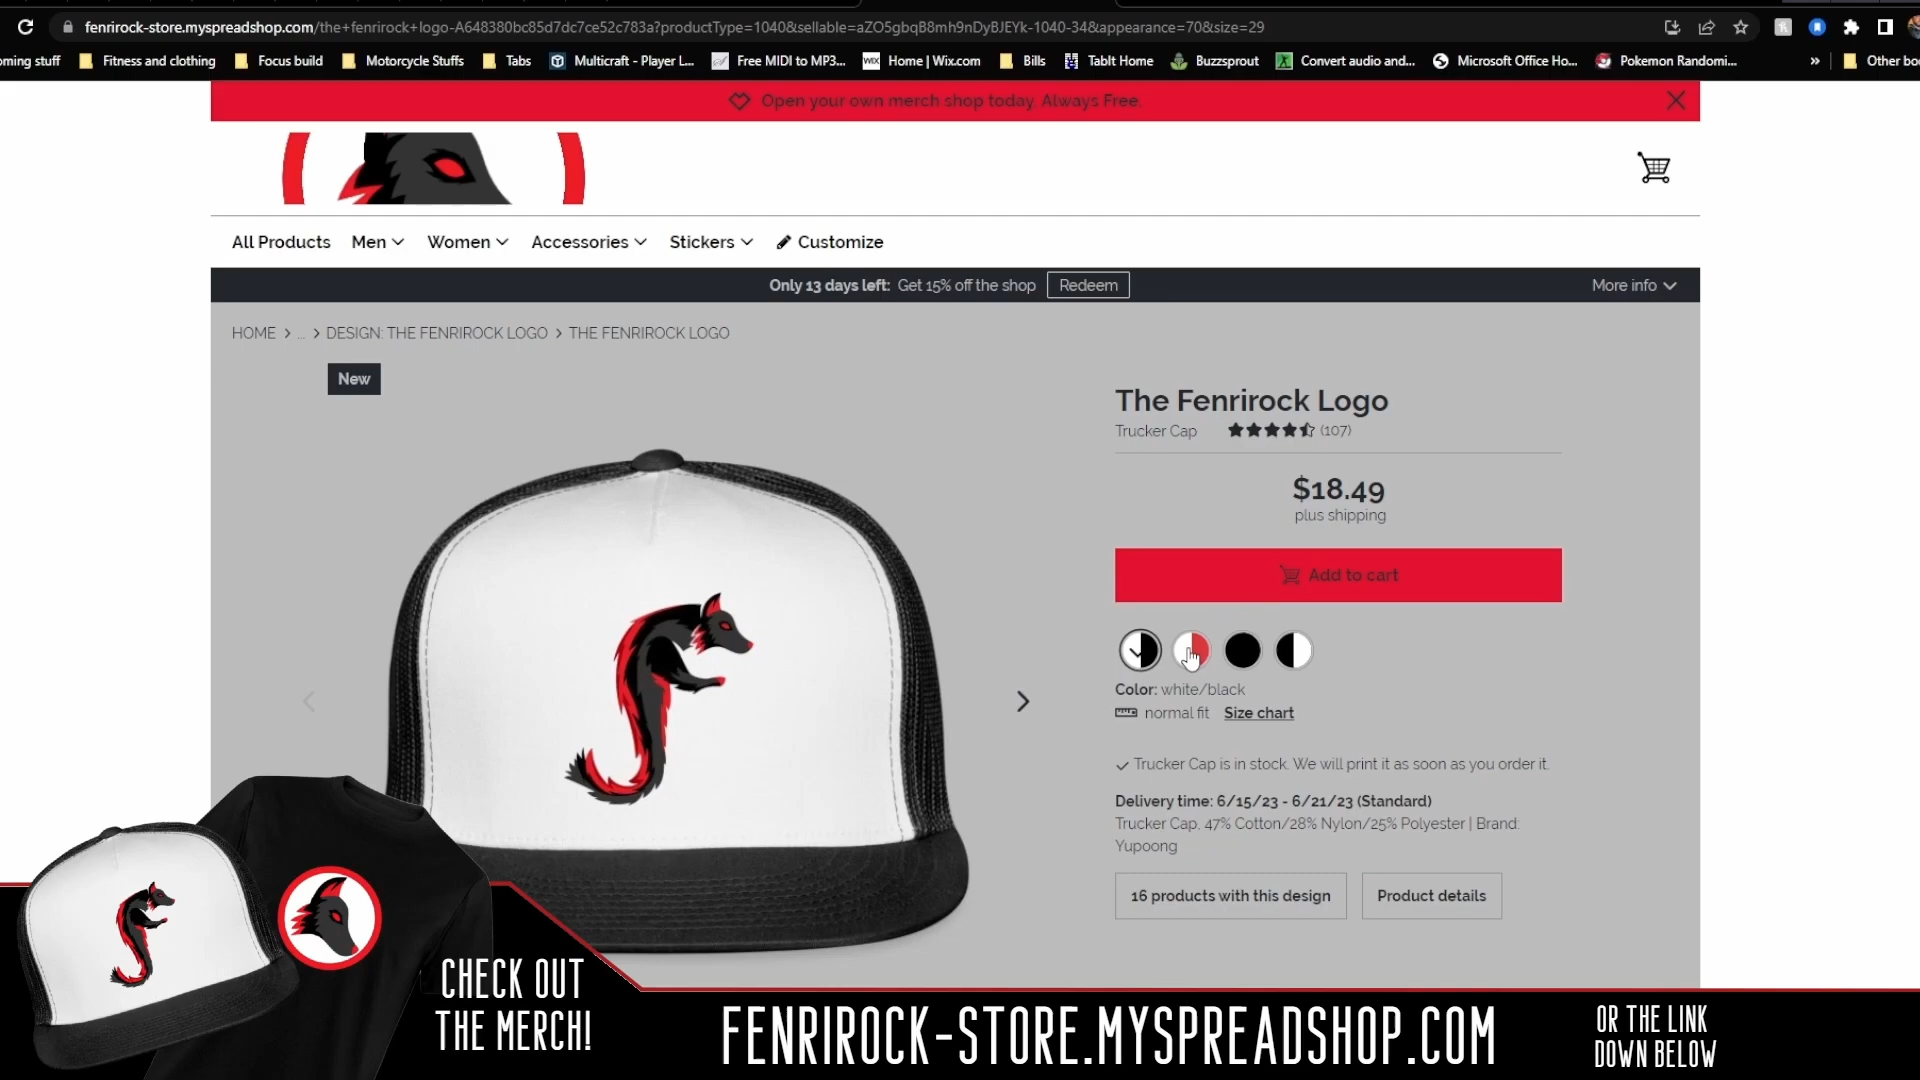 fenrirock-store.myspreadshop.com/the+fenrirock+logo-A648380bc85d7dc7ce52c783a?productType=1040&sellable=aZO5gbqB8mh9nDyBJEYk-1040-34&appearance=70&size=29
oming stuff Fitness and clothing Focus build Motorcycle Stuffs Tabs Multicraft - Player L... Free MIDI to MP3... WIX Home | Wix.com Bills TabIt Home Buzzsprout Convert audio and... Microsoft Office Ho... Pokemon Randomi... » Other boo
Open your own merch shop today. Always Free.
All Products Men Women Accessories Stickers Customize
Only 13 days left: Get 15% off the shop Redeem More info
HOME > ... > DESIGN: THE FENRIROCK LOGO > THE FENRIROCK LOGO
New
The Fenrirock Logo
Trucker Cap (107)
$18.49
plus shipping
Add to cart
Color: white/black
normal fit Size chart
Trucker Cap is in stock. We will print it as soon as you order it.
Delivery time: 6/15/23 - 6/21/23 (Standard)
Trucker Cap, 47% Cotton/28% Nylon/25% Polyester | Brand:
Yupoong
16 products with this design Product details
CHECK OUT
THE MERCH!
FENRIROCK-STORE.MYSPREADSHOP.COM
OR THE LINK
DOWN BELOW